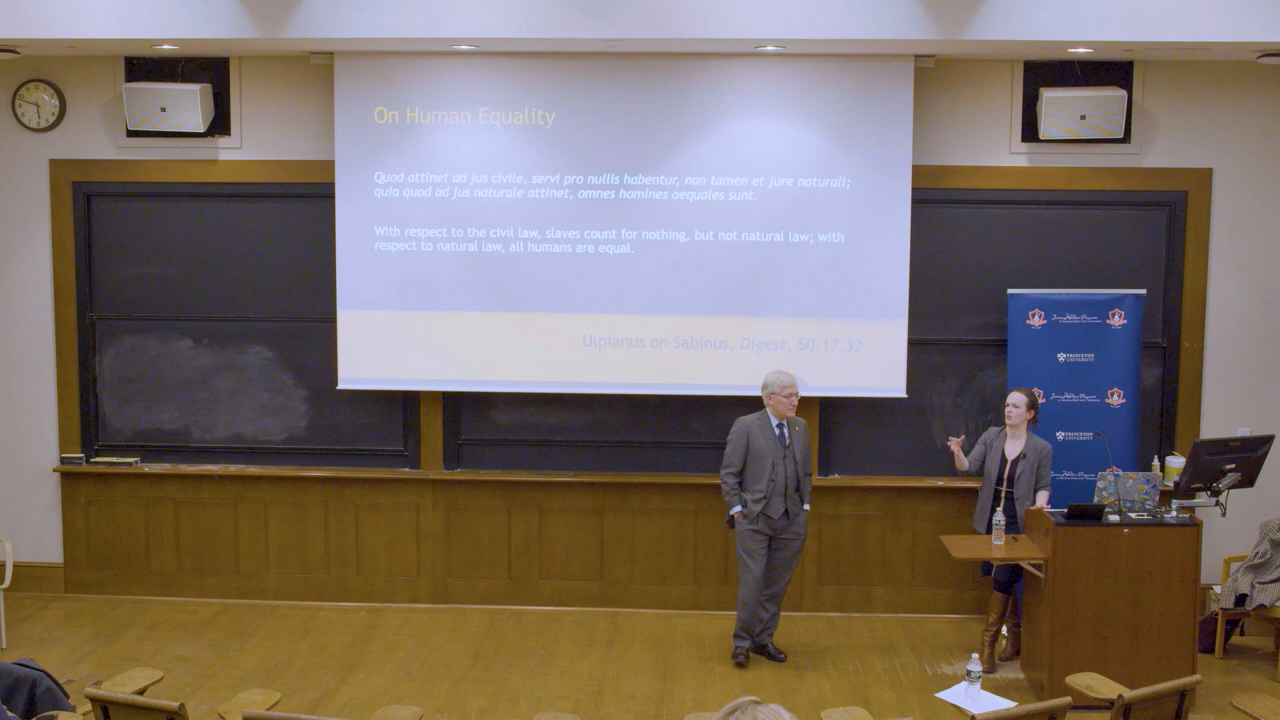 On Human Equality
Quod attinet ad jus civile, servi pro nullis habentur, non tamen et jure naturali;
quia quod ad jus naturale attinet, omnes homines aequales sunt.
With respect to the civil law, slaves count for nothing, but not natural law; with
respect to natural law, all humans are equal.
Ulpianus on Sabinus, Digest, 50.17.32
PRINCETON
UNIVERSITY
PRINCETON
UNIVERSITY